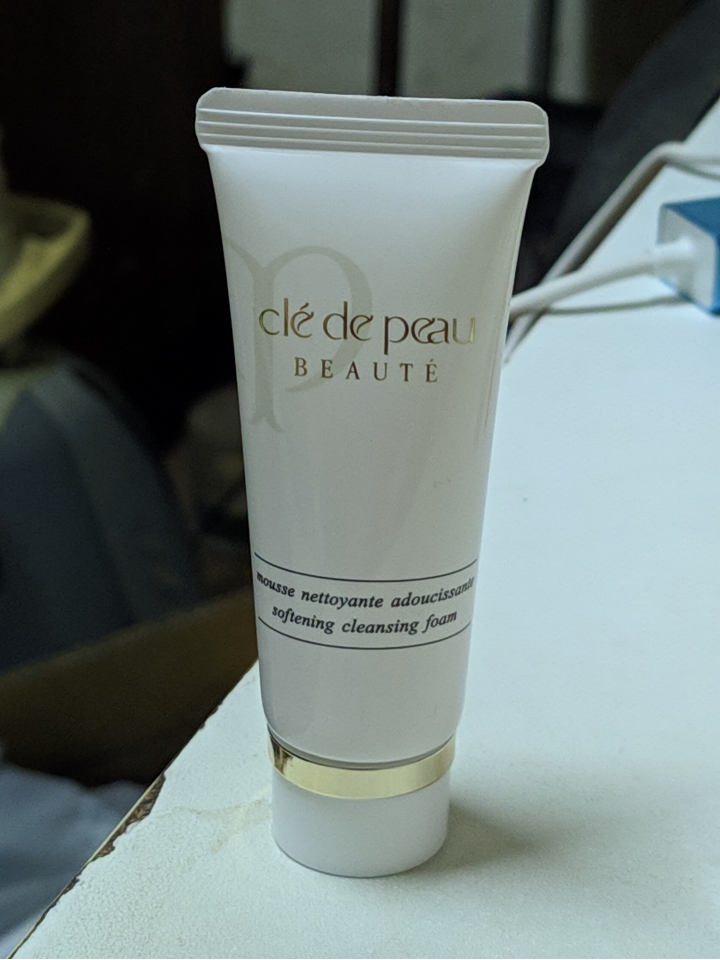 clé de peau
BEAUTÉ
mousse nettoyante adoucissante
softening cleansing foam